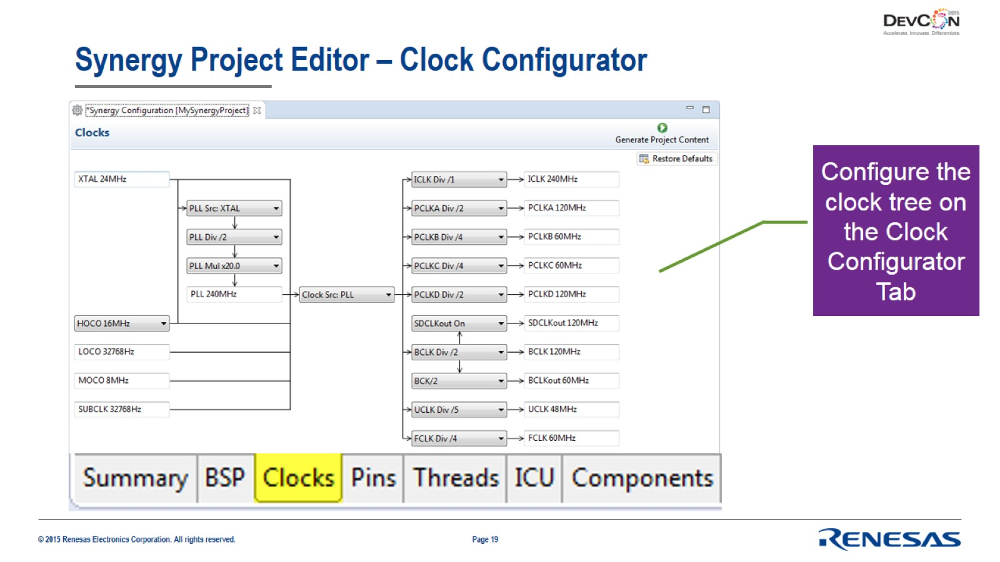 DEVCON 2015
Accelerate. Innovate. Differentiate.
Synergy Project Editor – Clock Configurator
*Synergy Configuration [MySynergyProject]
Clocks
Generate Project Content
Restore Defaults
XTAL 24MHz
ICLK Div /1
ICLK 240MHz
PLL Src: XTAL
PCLKA Div /2
PCLKA 120MHz
PLL Div /2
PCLKB Div /4
PCLKB 60MHz
PLL Mul x20.0
PCLKC Div /4
PCLKC 60MHz
PLL 240MHz
Clock Src: PLL
PCLKD Div /2
PCLKD 120MHz
HOCO 16MHz
SDCLKout On
SDCLKout 120MHz
LOCO 32768Hz
BCLK Div /2
BCLK 120MHz
MOCO 8MHz
BCK/2
BCLKout 60MHz
SUBCLK 32768Hz
UCLK Div /5
UCLK 48MHz
FCLK Div /4
FCLK 60MHz
Summary
BSP
Clocks
Pins
Threads
ICU
Components
Configure the
clock tree on
the Clock
Configurator
Tab
© 2015 Renesas Electronics Corporation. All rights reserved.
Page 19
RENESAS